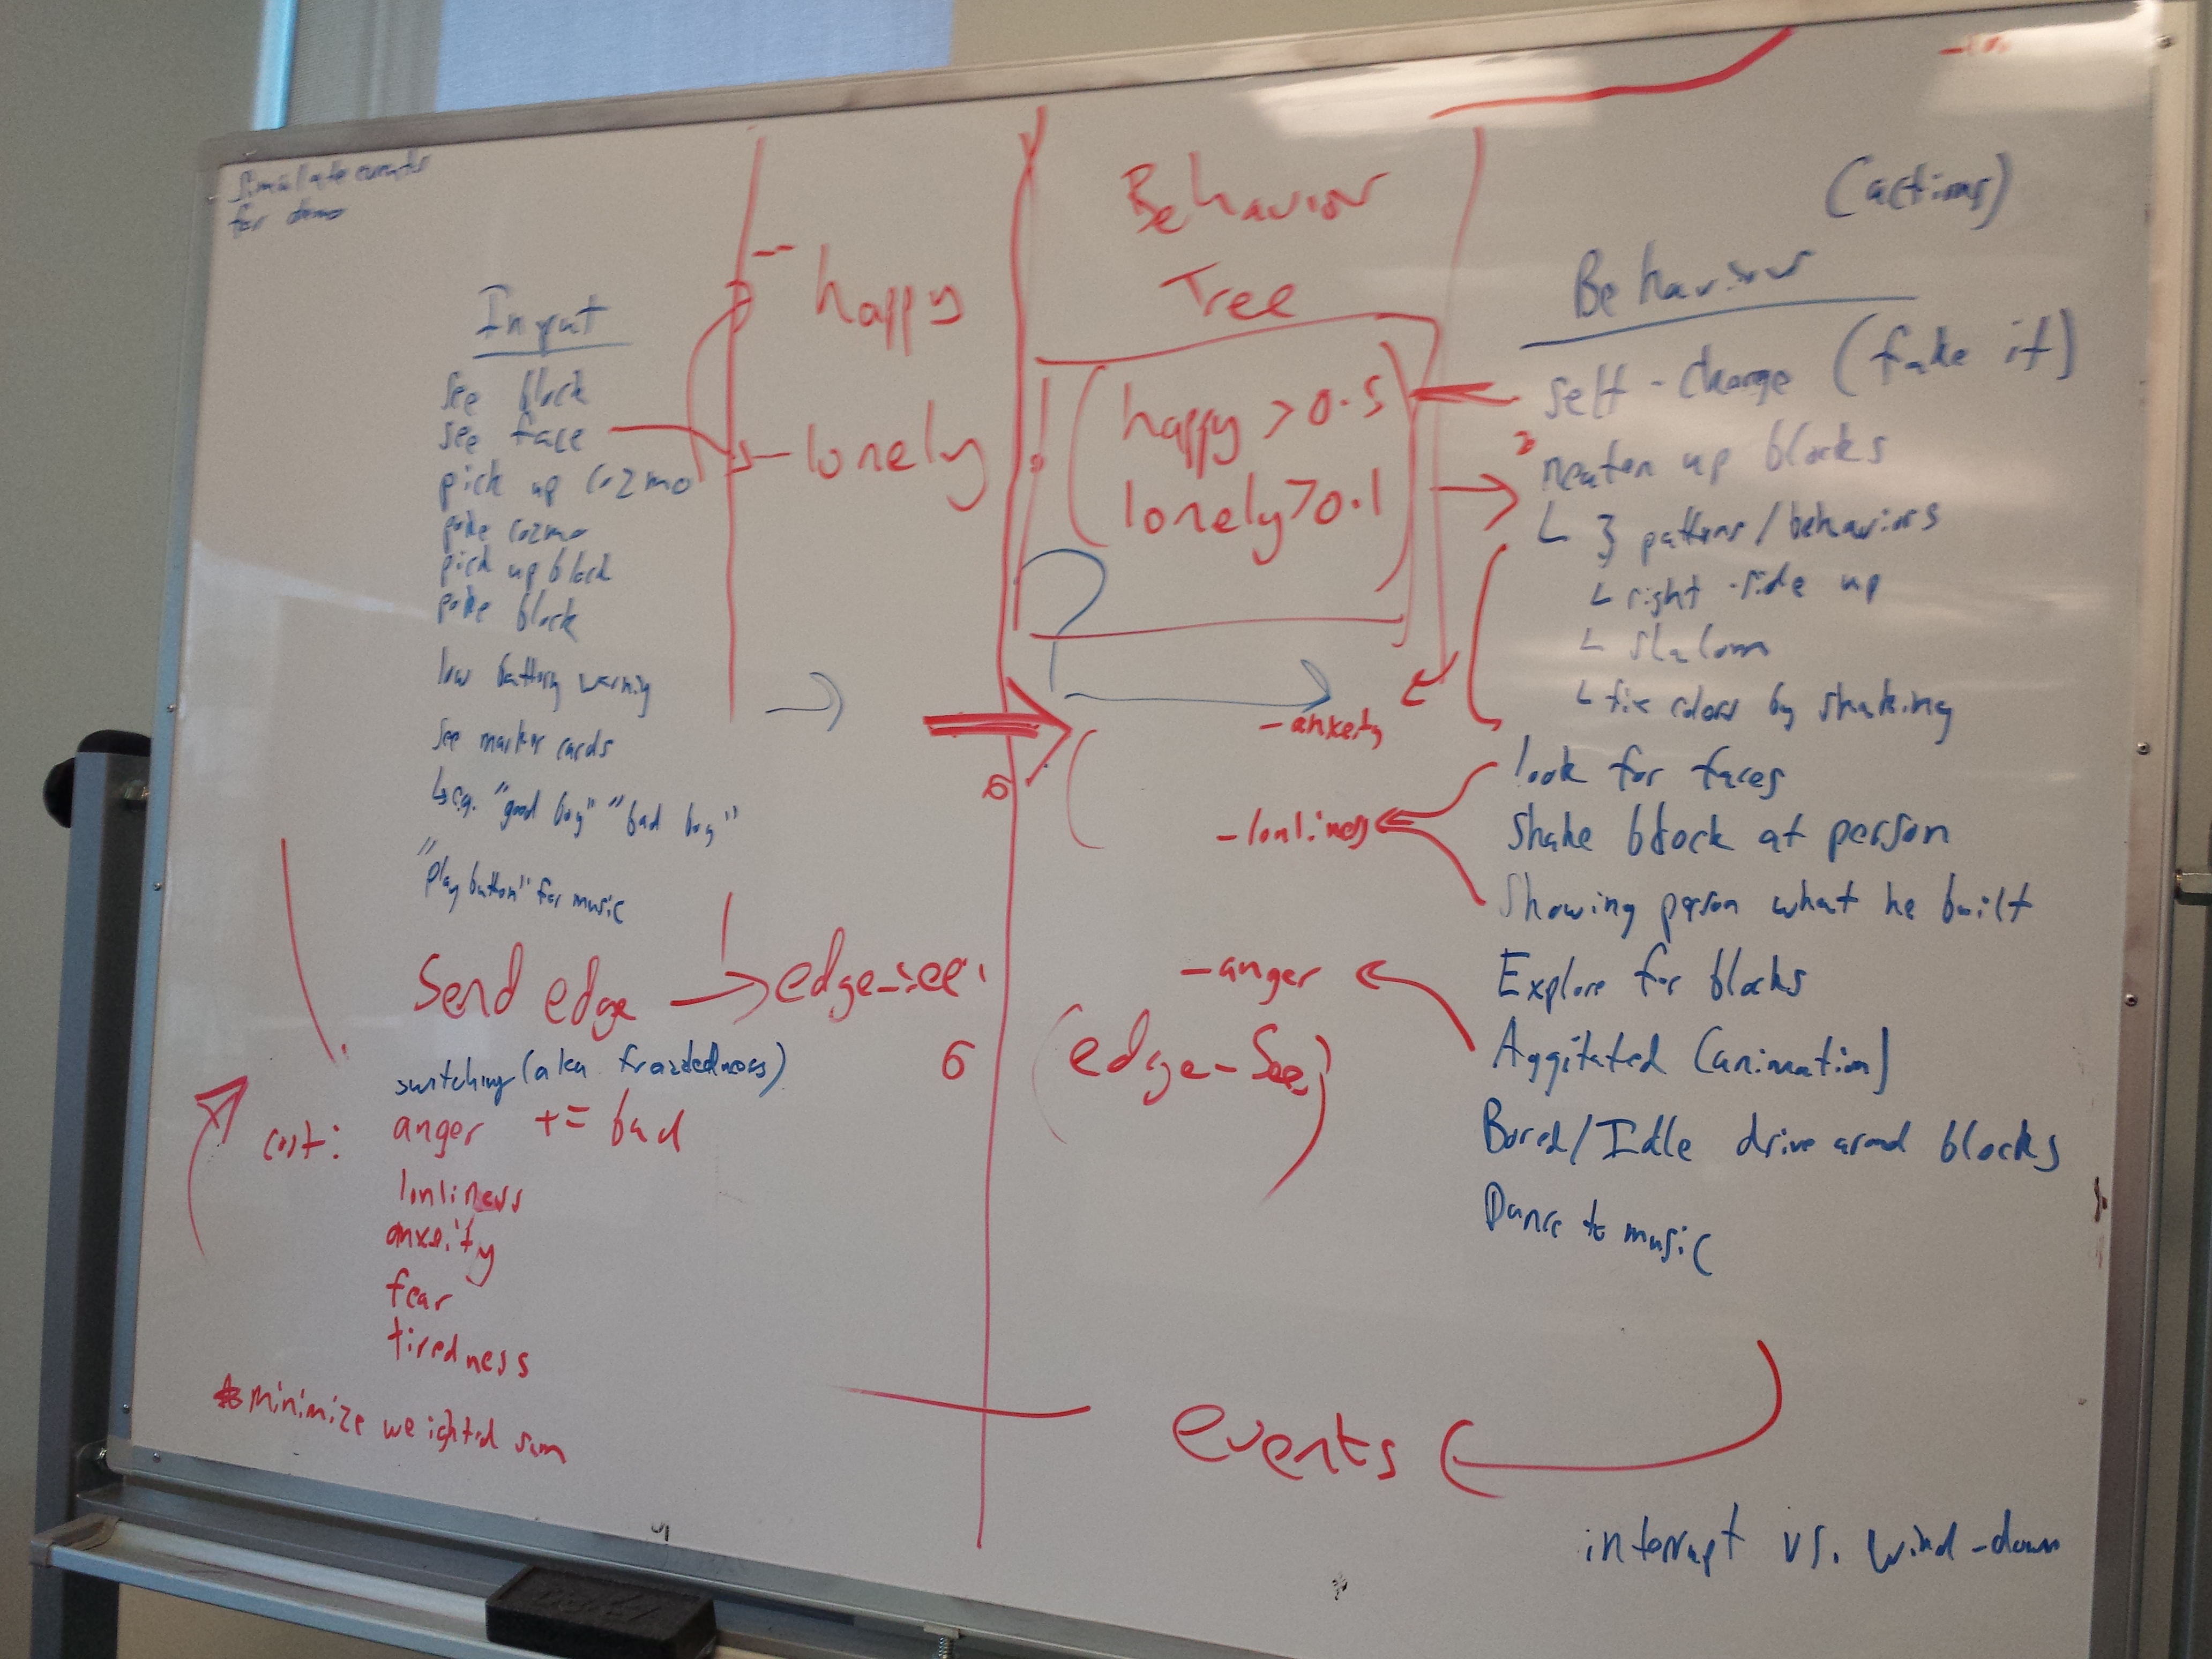 Simulate events
for demo
Input
see block
see face
pick up cozmo
poke cozmo
pick up block
poke block
low battery warning
see marker cards
↳ e.g. "good boy" "bad boy"
"play button" for music
Send edge → edge-see
switching (aka
cost: anger += bad
lonliness
anxeity
fear
tiredness
* Minimize weighted sum
- happy
- lonely
Behavior
Tree
happy > 0.5
lonely > 0.1
?
- anxeity
6
- lonliness
- anger
6 (edge-see)
events
(actions)
Behaviors
self-charge (fake it)
neaten up blocks
└ 3 patterns/behaviors
└ right-side up
└ slalom
└ fix colors by shaking
look for faces
Shake block at person
Showing person what he built
Explore for blocks
Aggitated (animation)
Bored/Idle drive arond blocks
Dance to music
interrupt vs. wind-down